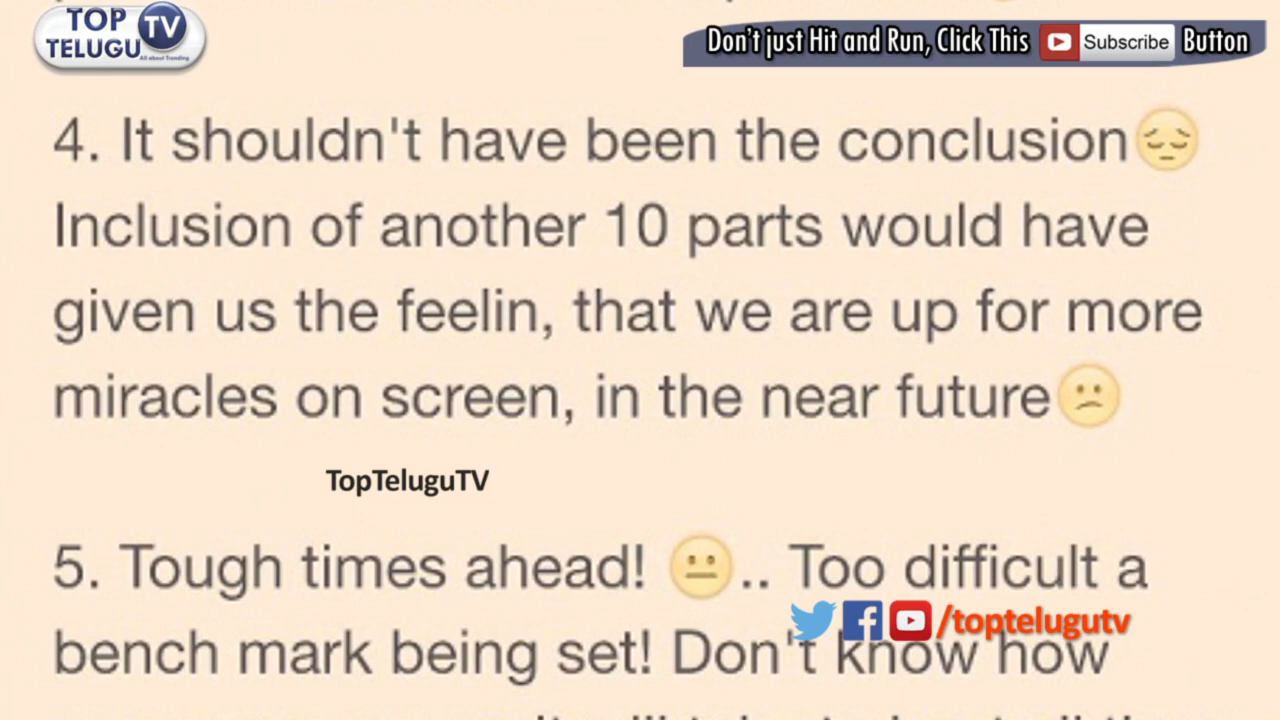 TOP
TELUGU TV
All about Trending
Don't just Hit and Run, Click This Subscribe Button
4. It shouldn't have been the conclusion😔
Inclusion of another 10 parts would have
given us the feelin, that we are up for more
miracles on screen, in the near future😕
TopTeluguTV
5. Tough times ahead! 😐.. Too difficult a
/toptelugutv
bench mark being set! Don't know how